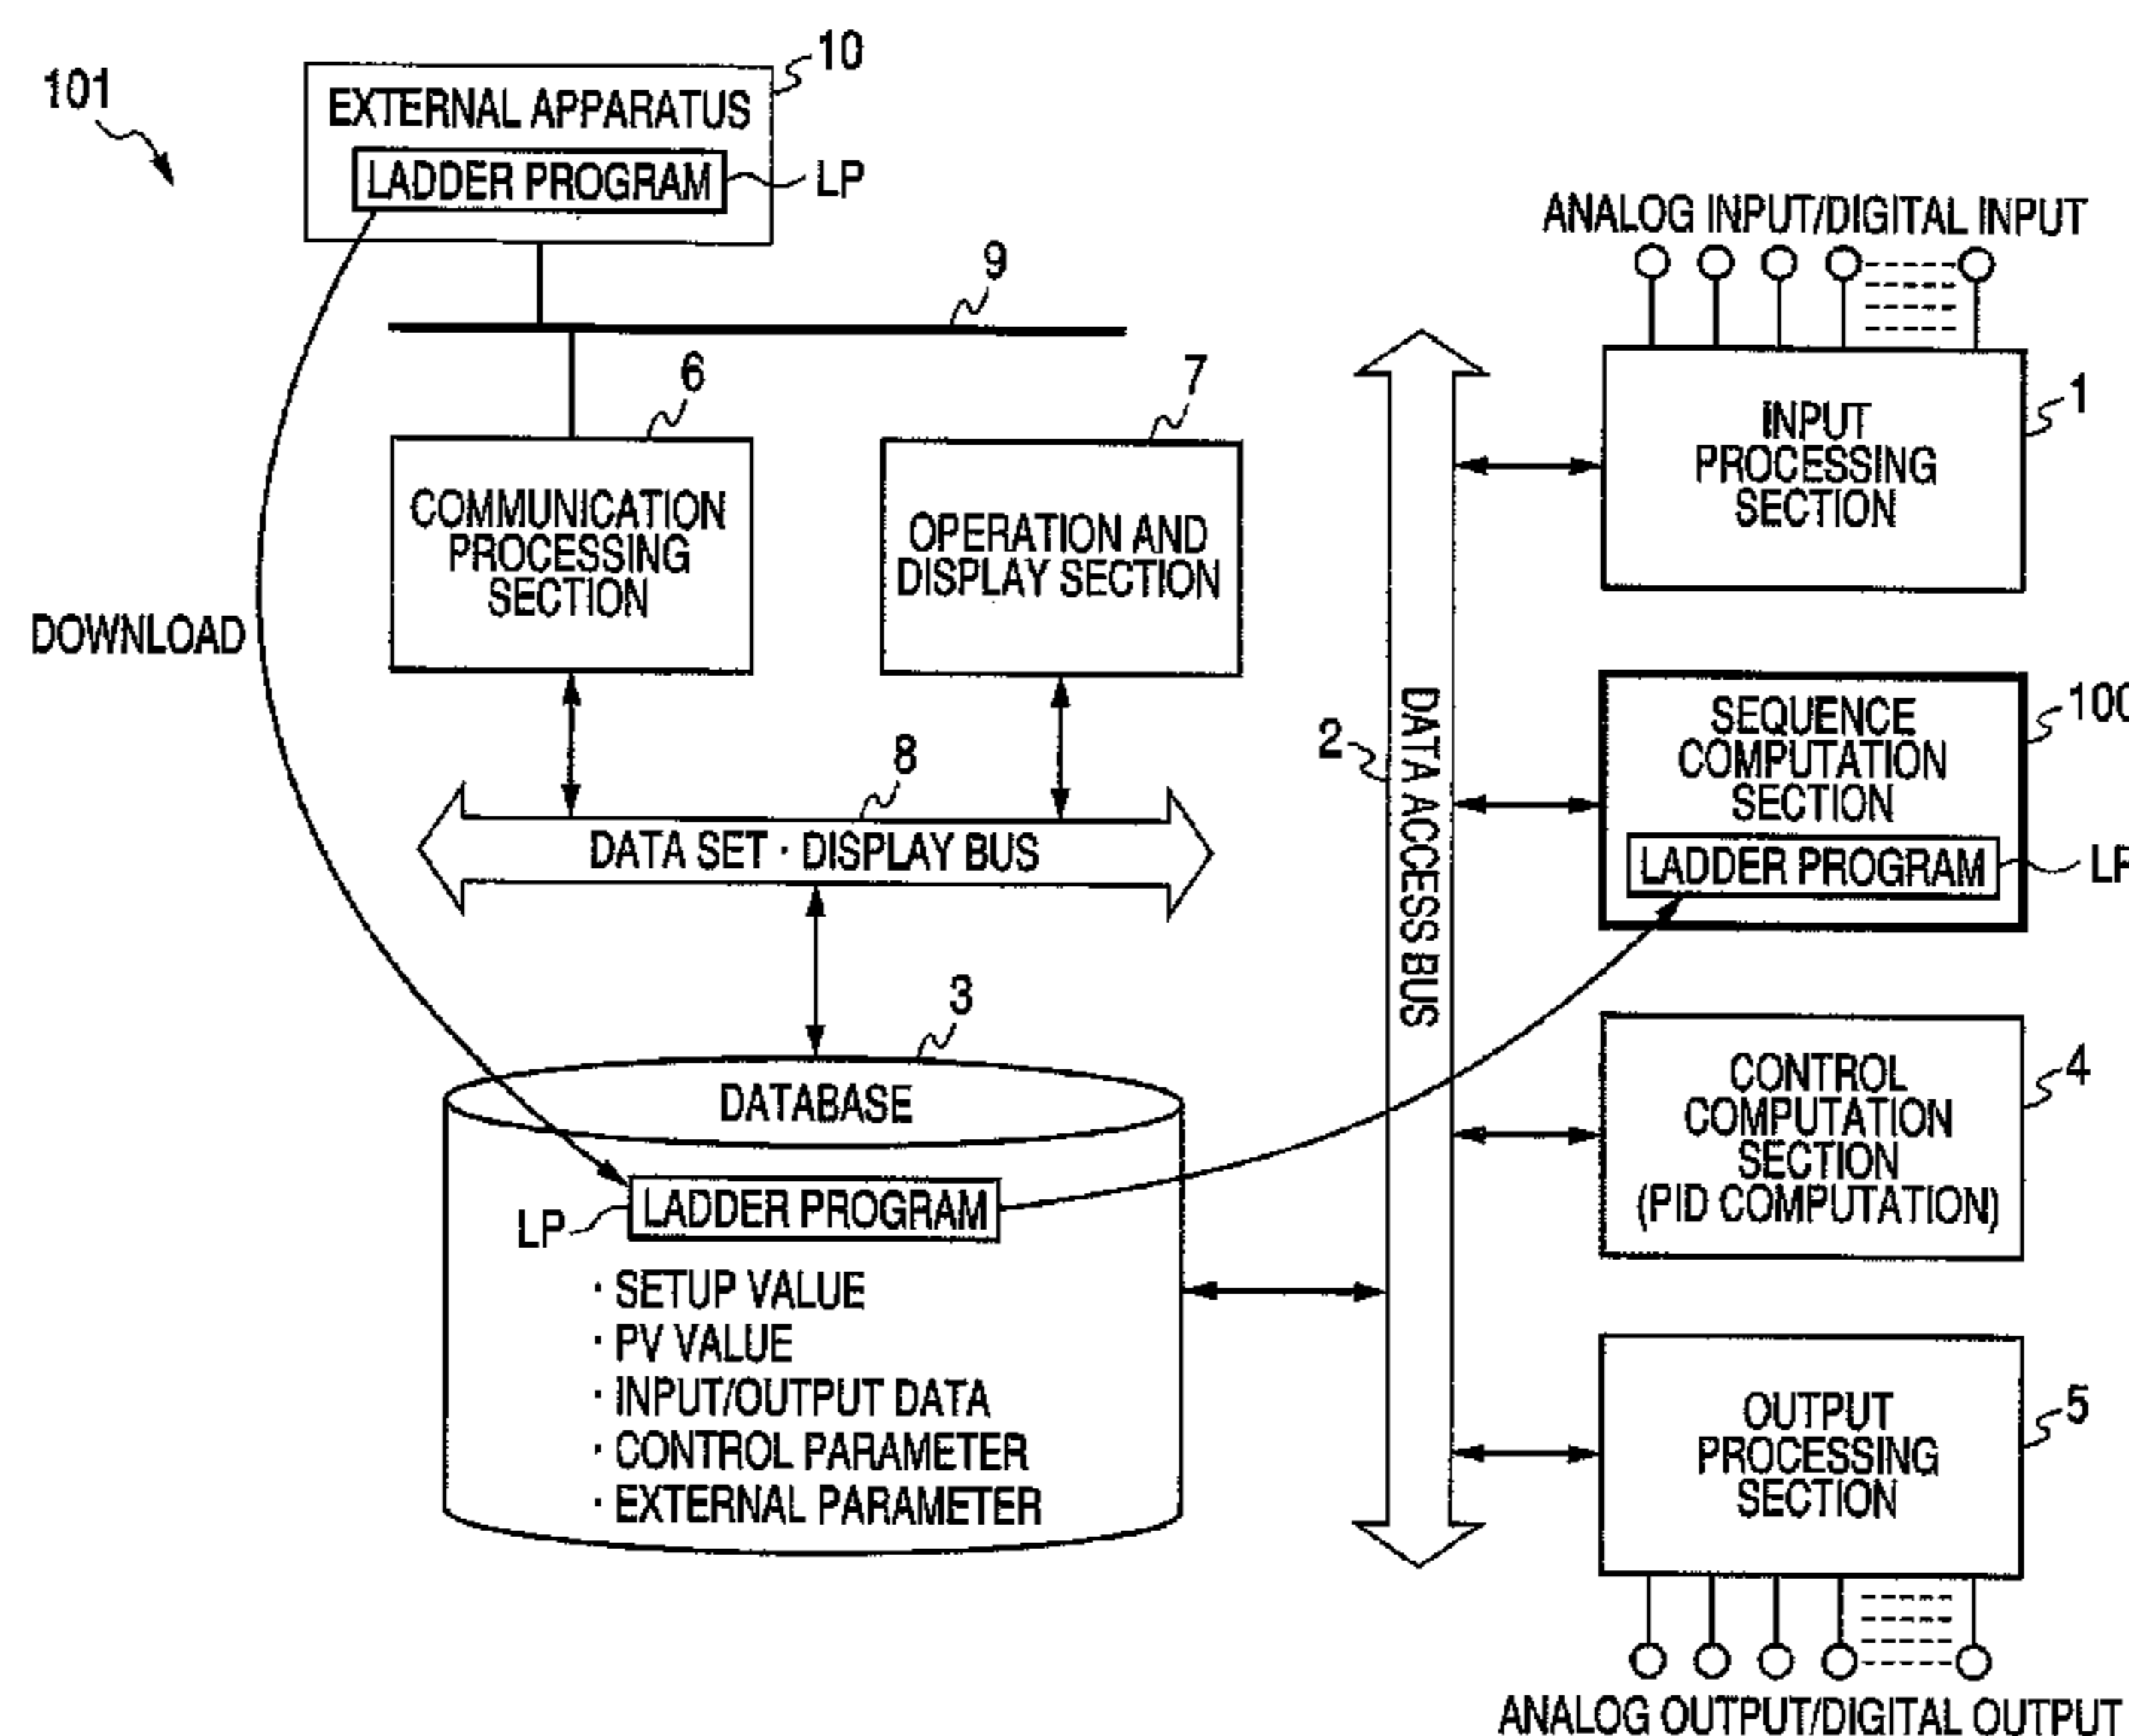 101
10
EXTERNAL APPARATUS
LADDER PROGRAM
LP
9
6
7
COMMUNICATION
PROCESSING
SECTION
OPERATION AND
DISPLAY SECTION
DOWNLOAD
8
DATA SET · DISPLAY BUS
3
DATABASE
LP
LADDER PROGRAM
· SETUP VALUE
· PV VALUE
· INPUT/OUTPUT DATA
· CONTROL PARAMETER
· EXTERNAL PARAMETER
2
DATA ACCESS BUS
ANALOG INPUT/DIGITAL INPUT
1
INPUT
PROCESSING
SECTION
100
SEQUENCE
COMPUTATION
SECTION
LADDER PROGRAM
LP
4
CONTROL
COMPUTATION
SECTION
(PID COMPUTATION)
5
OUTPUT
PROCESSING
SECTION
ANALOG OUTPUT/DIGITAL OUTPUT